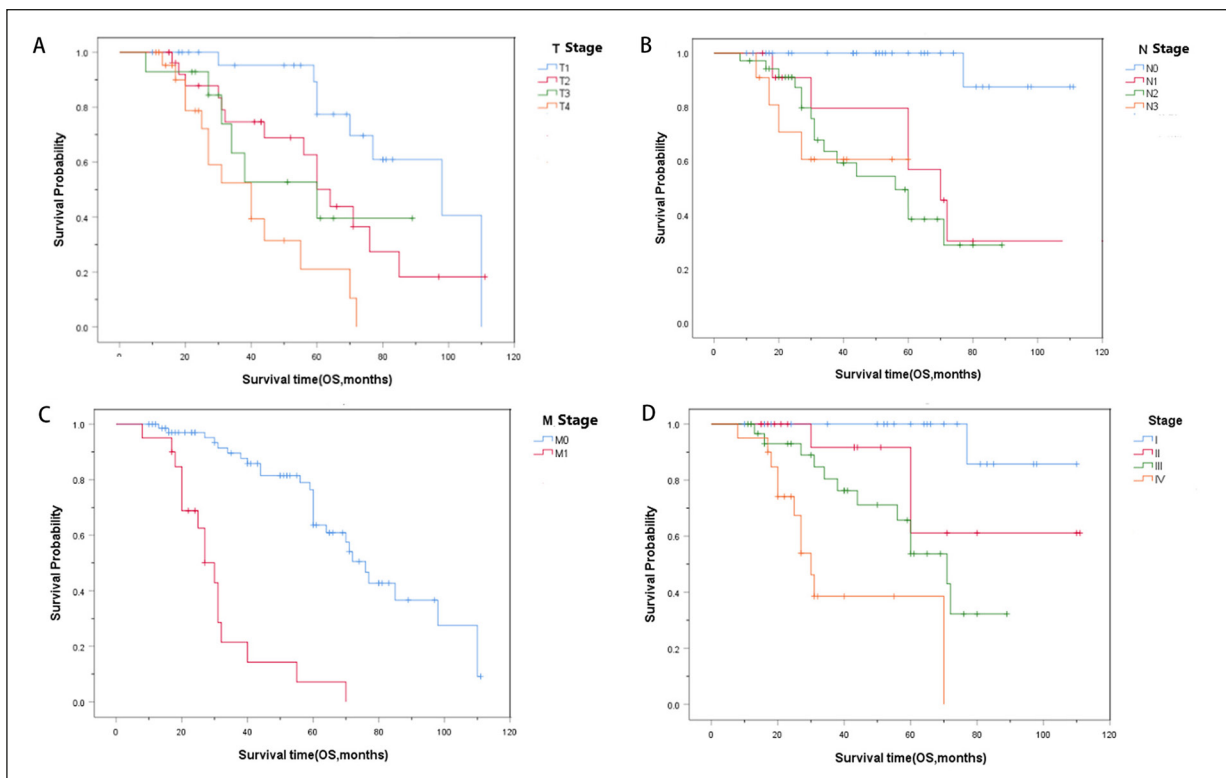 A
T Stage
T1
T2
T3
T4
Survival Probability
1.0
0.8
0.6
0.4
0.2
0.0
20 40 60 80 100 120
Survival time(OS,months)
B
N Stage
N0
N1
N2
N3
Survival Probability
1.0
0.8
0.6
0.4
0.2
0.0
0 20 40 60 80 100 120
Survival time(OS,months)
C
M Stage
M0
M1
Survival Probability
1.0
0.8
0.6
0.4
0.2
0.0
0 20 40 60 80 100 120
Survival time(OS,months)
D
Stage
I
II
III
IV
Survival Probability
1.0
0.8
0.6
0.4
0.2
0.0
0 20 40 60 80 100 120
Survival time(OS,months)